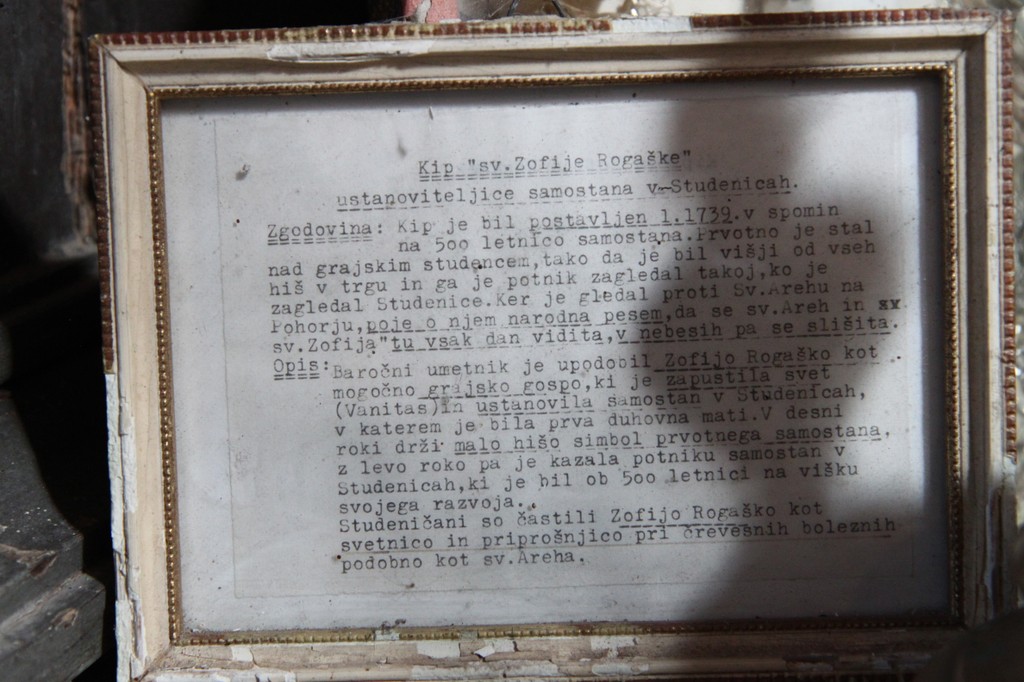 Kip "sv.Zofije Rogaške"
ustanoviteljice samostana v Studenicah.
Zgodovina: Kip je bil postavljen l.1739.v spomin
na 500 letnico samostana.Prvotno je stal
nad grajskim studencem,tako da je bil višji od vseh
hiš v trgu in ga je potnik zagledal takoj,ko je
zagledal Studenice.Ker je gledal proti Sv.Arehu na
Pohorju,poje o njem narodna pesem,da se sv.Areh in
sv.Zofija"tu vsak dan vidita,v nebesih pa se slišita.
Opis: Baročni umetnik je upodobil Zofijo Rogaško kot
mogočno grajsko gospo,ki je zapustila svet
(Vanitas)in ustanovila samostan v Studenicah,
v katerem je bila prva duhovna mati.V desni
roki drži malo hišo simbol prvotnega samostana,
z levo roko pa je kazala potniku samostan v
Studenicah,ki je bil ob 500 letnici na višku
svojega razvoja..
Studeničani so častili Zofijo Rogaško kot
svetnico in priprošnjico pri črevesnih boleznih
podobno kot sv.Areha.